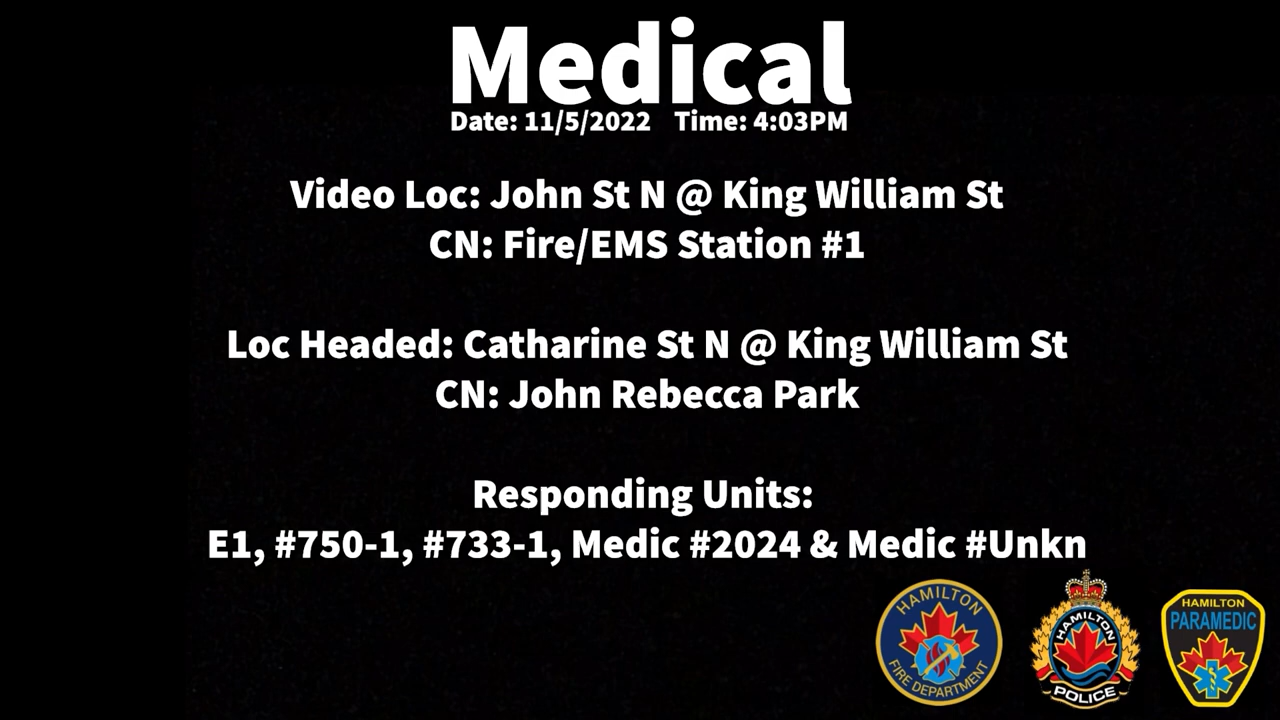 Medical
Date: 11/5/2022 Time: 4:03PM
Video Loc: John St N @ King William St
CN: Fire/EMS Station #1
Loc Headed: Catharine St N @ King William St
CN: John Rebecca Park
Responding Units:
E1, #750-1, #733-1, Medic #2024 & Medic #Unkn
HAMILTON
FIRE DEPARTMENT
HAMILTON
POLICE
HAMILTON
PARAMEDIC